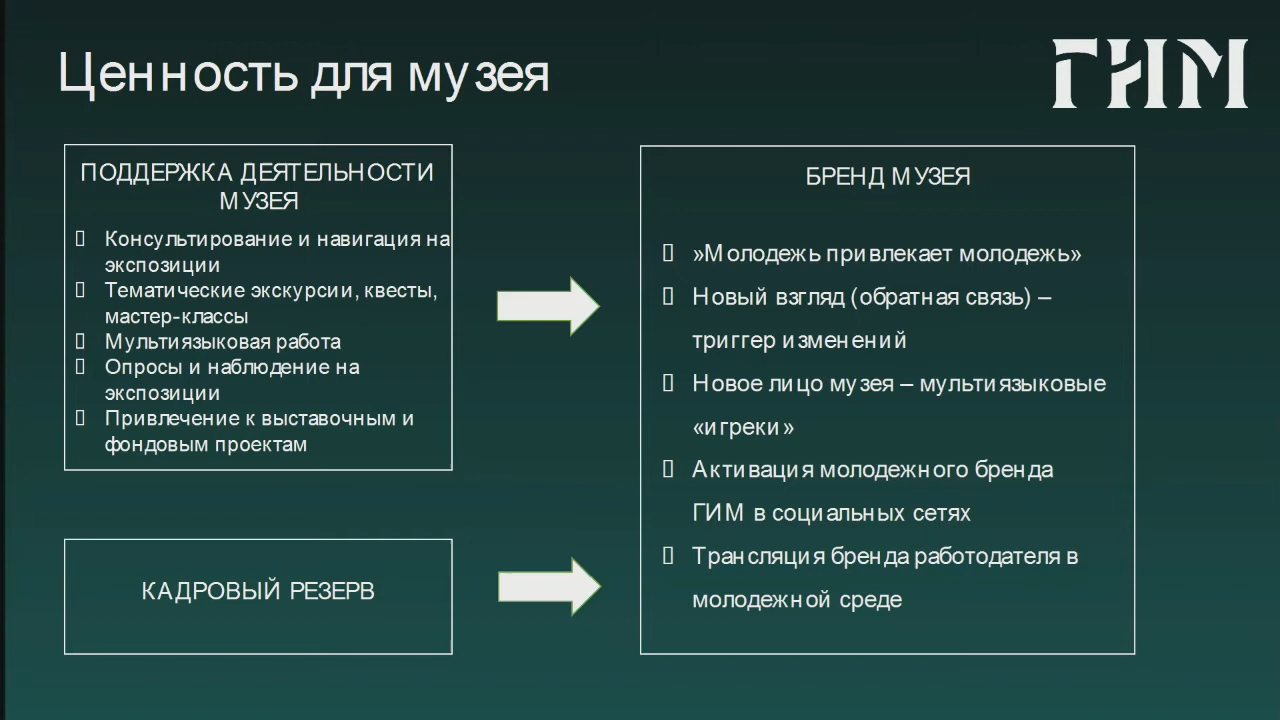 Ценность для музея
ГИМ
ПОДДЕРЖКА ДЕЯТЕЛЬНОСТИ
МУЗЕЯ
Консультирование и навигация на
экспозиции
Тематические экскурсии, квесты,
мастер-классы
Мультиязыковая работа
Опросы и наблюдение на
экспозиции
Привлечение к выставочным и
фондовым проектам
КАДРОВЫЙ РЕЗЕРВ
БРЕНД МУЗЕЯ
»Молодежь привлекает молодежь»
Новый взгляд (обратная связь) –
триггер изменений
Новое лицо музея – мультиязыковые
«игреки»
Активация молодежного бренда
ГИМ в социальных сетях
Трансляция бренда работодателя в
молодежной среде